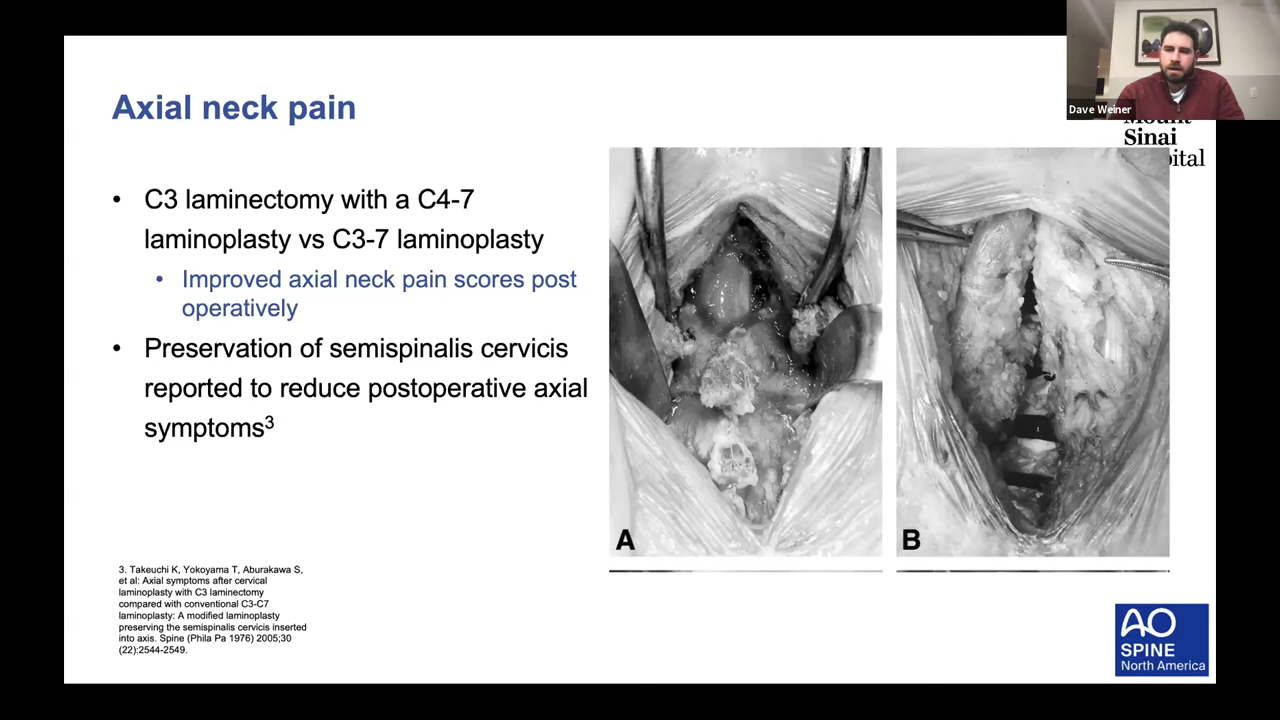 Dave Weiner
Mount
Sinai
pital
Axial neck pain
• C3 laminectomy with a C4-7
laminoplasty vs C3-7 laminoplasty
• Improved axial neck pain scores post
operatively
• Preservation of semispinalis cervicis
reported to reduce postoperative axial
symptoms3
A
B
3. Takeuchi K, Yokoyama T, Aburakawa S,
et al: Axial symptoms after cervical
laminoplasty with C3 laminectomy
compared with conventional C3-C7
laminoplasty: A modified laminoplasty
preserving the semispinalis cervicis inserted
into axis. Spine (Phila Pa 1976) 2005;30
(22):2544-2549.
AO
SPINE
North America